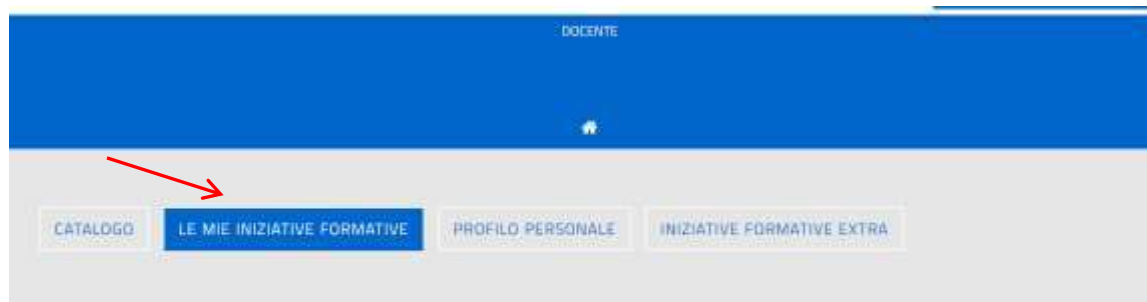 DOCENTE
CATALOGO LE MIE INIZIATIVE FORMATIVE PROFILO PERSONALE INIZIATIVE FORMATIVE EXTRA